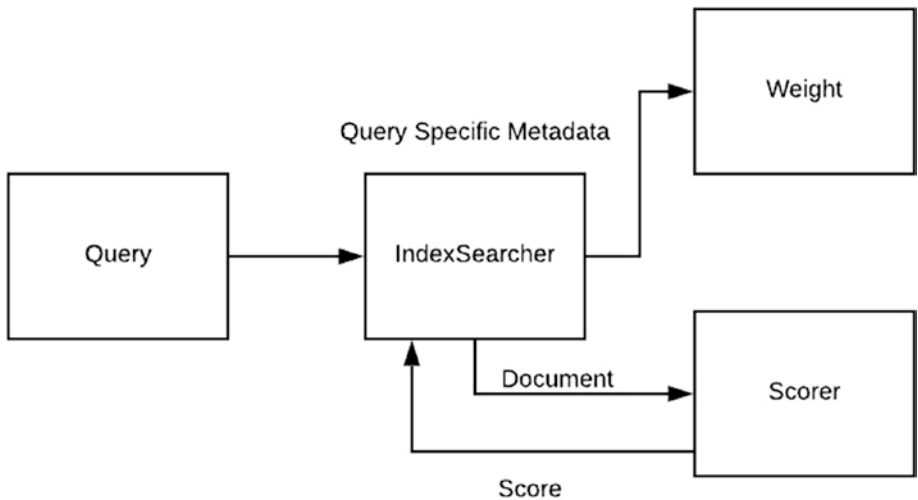 Weight
Query Specific Metadata
Query
IndexSearcher
Document
Scorer
Score